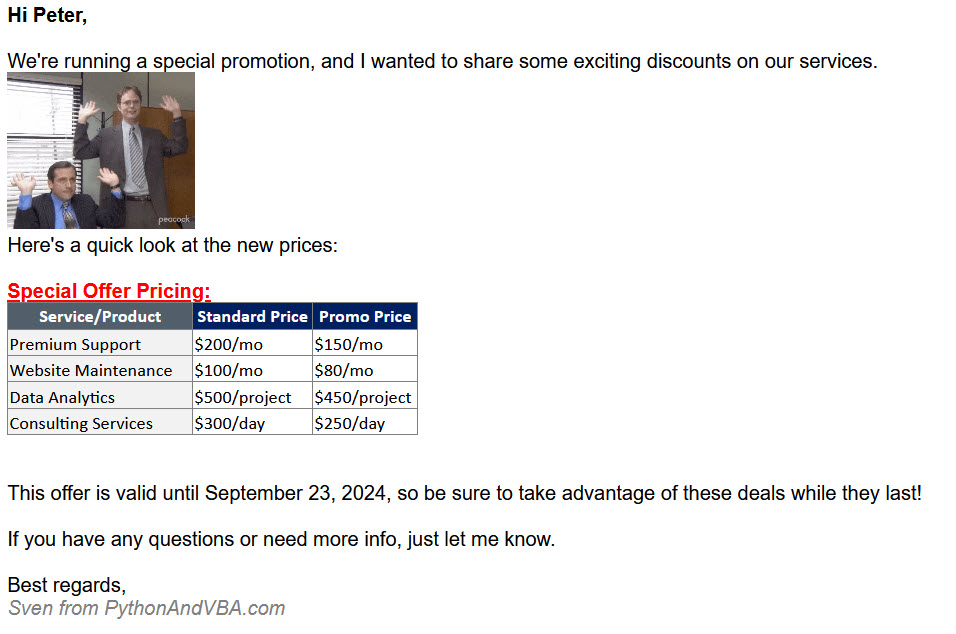 Hi Peter,
We're running a special promotion, and I wanted to share some exciting discounts on our services.
peacock
Here's a quick look at the new prices:
Special Offer Pricing:
Service/Product Standard Price Promo Price
Premium Support $200/mo $150/mo
Website Maintenance $100/mo $80/mo
Data Analytics $500/project $450/project
Consulting Services $300/day $250/day
This offer is valid until September 23, 2024, so be sure to take advantage of these deals while they last!
If you have any questions or need more info, just let me know.
Best regards,
Sven from PythonAndVBA.com